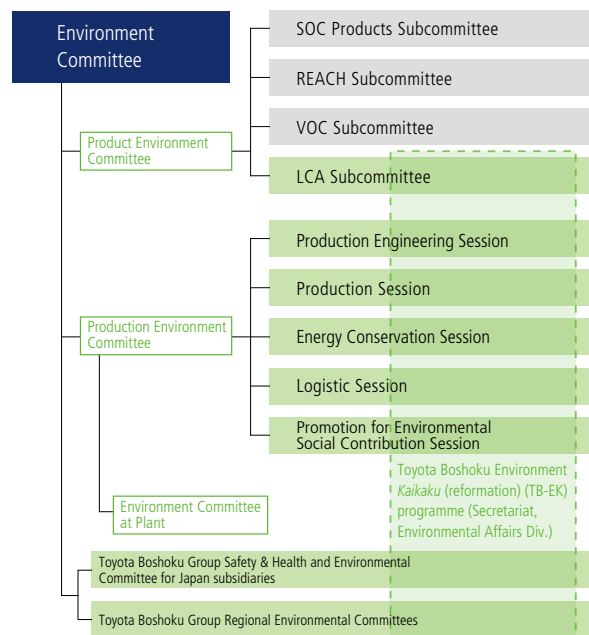 Environment
Committee
SOC Products Subcommittee
REACH Subcommittee
VOC Subcommittee
Product Environment
Committee
LCA Subcommittee
Production Engineering Session
Production Session
Production Environment
Committee
Energy Conservation Session
Logistic Session
Promotion for Environmental
Social Contribution Session
Toyota Boshoku Environment
Kaikaku (reformation) (TB-EK)
programme (Secretariat,
Environmental Affairs Div.)
Environment Committee
at Plant
Toyota Boshoku Group Safety & Health and Environmental
Committee for Japan subsidiaries
Toyota Boshoku Group Regional Environmental Committees